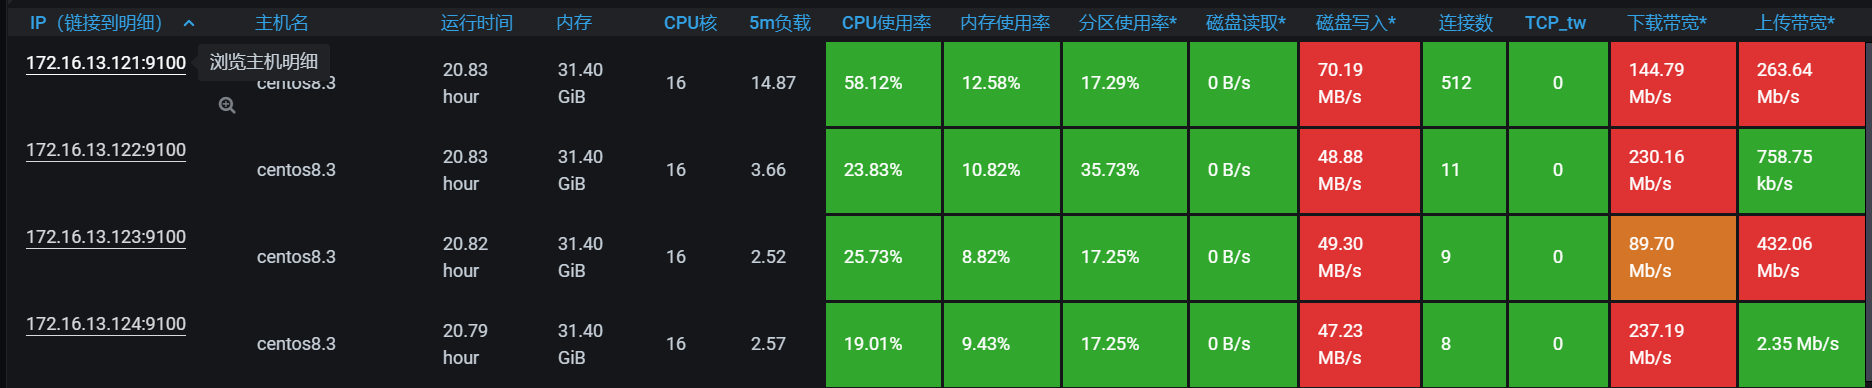 IP（链接到明细） 主机名 运行时间 内存 CPU核 5m负载 CPU使用率 内存使用率 分区使用率* 磁盘读取* 磁盘写入* 连接数 TCP_tw 下载带宽* 上传带宽*
172.16.13.121:9100 浏览主机明细 centos8.3 20.83 hour 31.40 GiB 16 14.87 58.12% 12.58% 17.29% 0 B/s 70.19 MB/s 512 0 144.79 Mb/s 263.64 Mb/s
172.16.13.122:9100 centos8.3 20.83 hour 31.40 GiB 16 3.66 23.83% 10.82% 35.73% 0 B/s 48.88 MB/s 11 0 230.16 Mb/s 758.75 kb/s
172.16.13.123:9100 centos8.3 20.82 hour 31.40 GiB 16 2.52 25.73% 8.82% 17.25% 0 B/s 49.30 MB/s 9 0 89.70 Mb/s 432.06 Mb/s
172.16.13.124:9100 centos8.3 20.79 hour 31.40 GiB 16 2.57 19.01% 9.43% 17.25% 0 B/s 47.23 MB/s 8 0 237.19 Mb/s 2.35 Mb/s